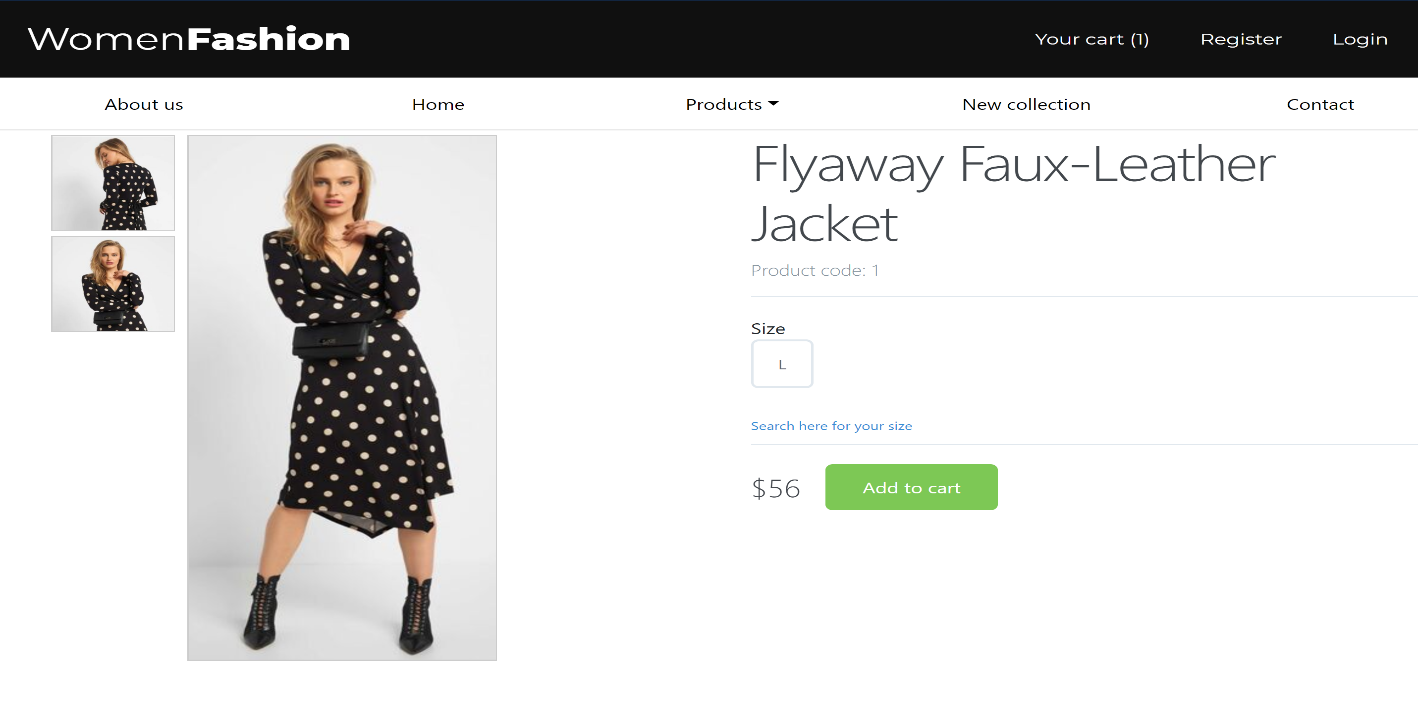 WomenFashion
Your cart (1) Register Login
About us Home Products New collection Contact
Flyaway Faux-Leather
Jacket
Product code: 1
Size
L
Search here for your size
$56 Add to cart